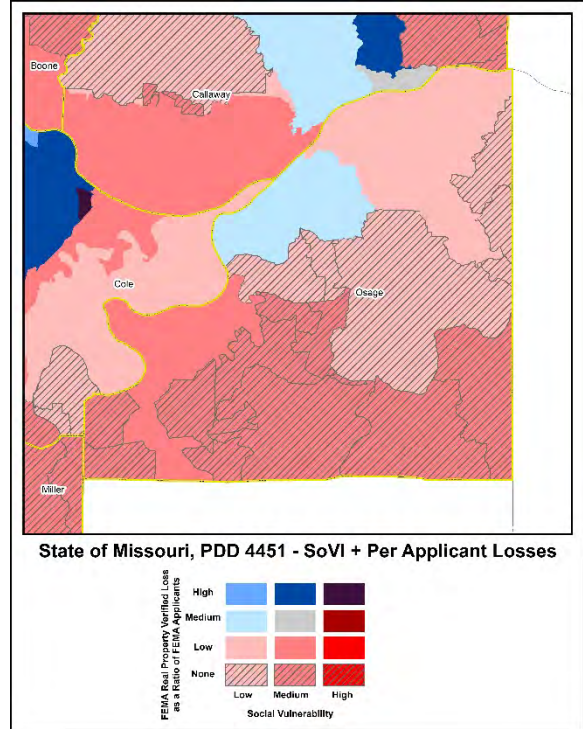 Boone
Callaway
Cole
Osage
Miller
State of Missouri, PDD 4451 - SoVI + Per Applicant Losses
FEMA Real Property Verified Loss
as a Ratio of FEMA Applicants
High
Medium
Low
None
Low Medium High
Social Vulnerability